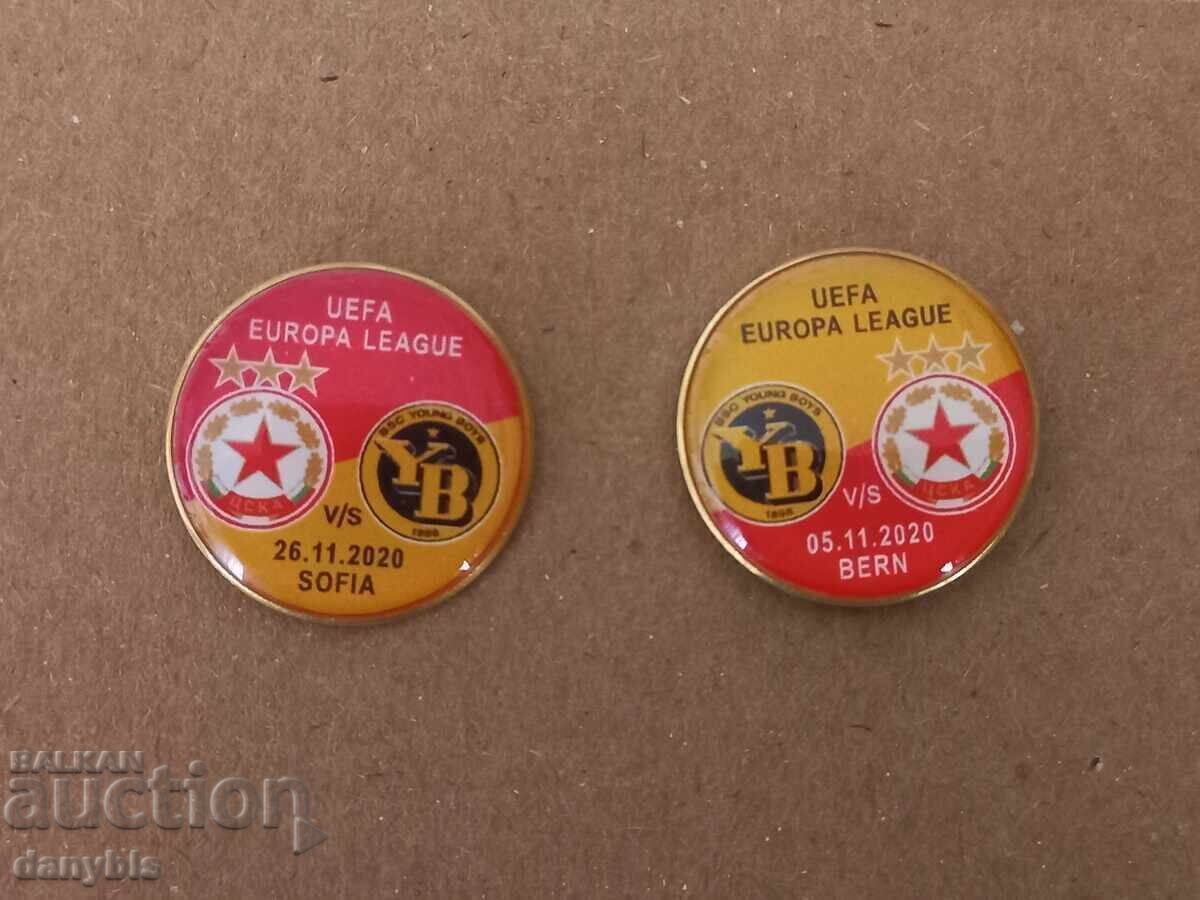 UEFA
EUROPA LEAGUE
BSC YOUNG BOYS
YB
1898
ЦСКА
V/S
26.11.2020
SOFIA
UEFA
EUROPA LEAGUE
BSC YOUNG BOYS
YB
1898
ЦСКА
V/S
05.11.2020
BERN
BALKAN
auction
danybls